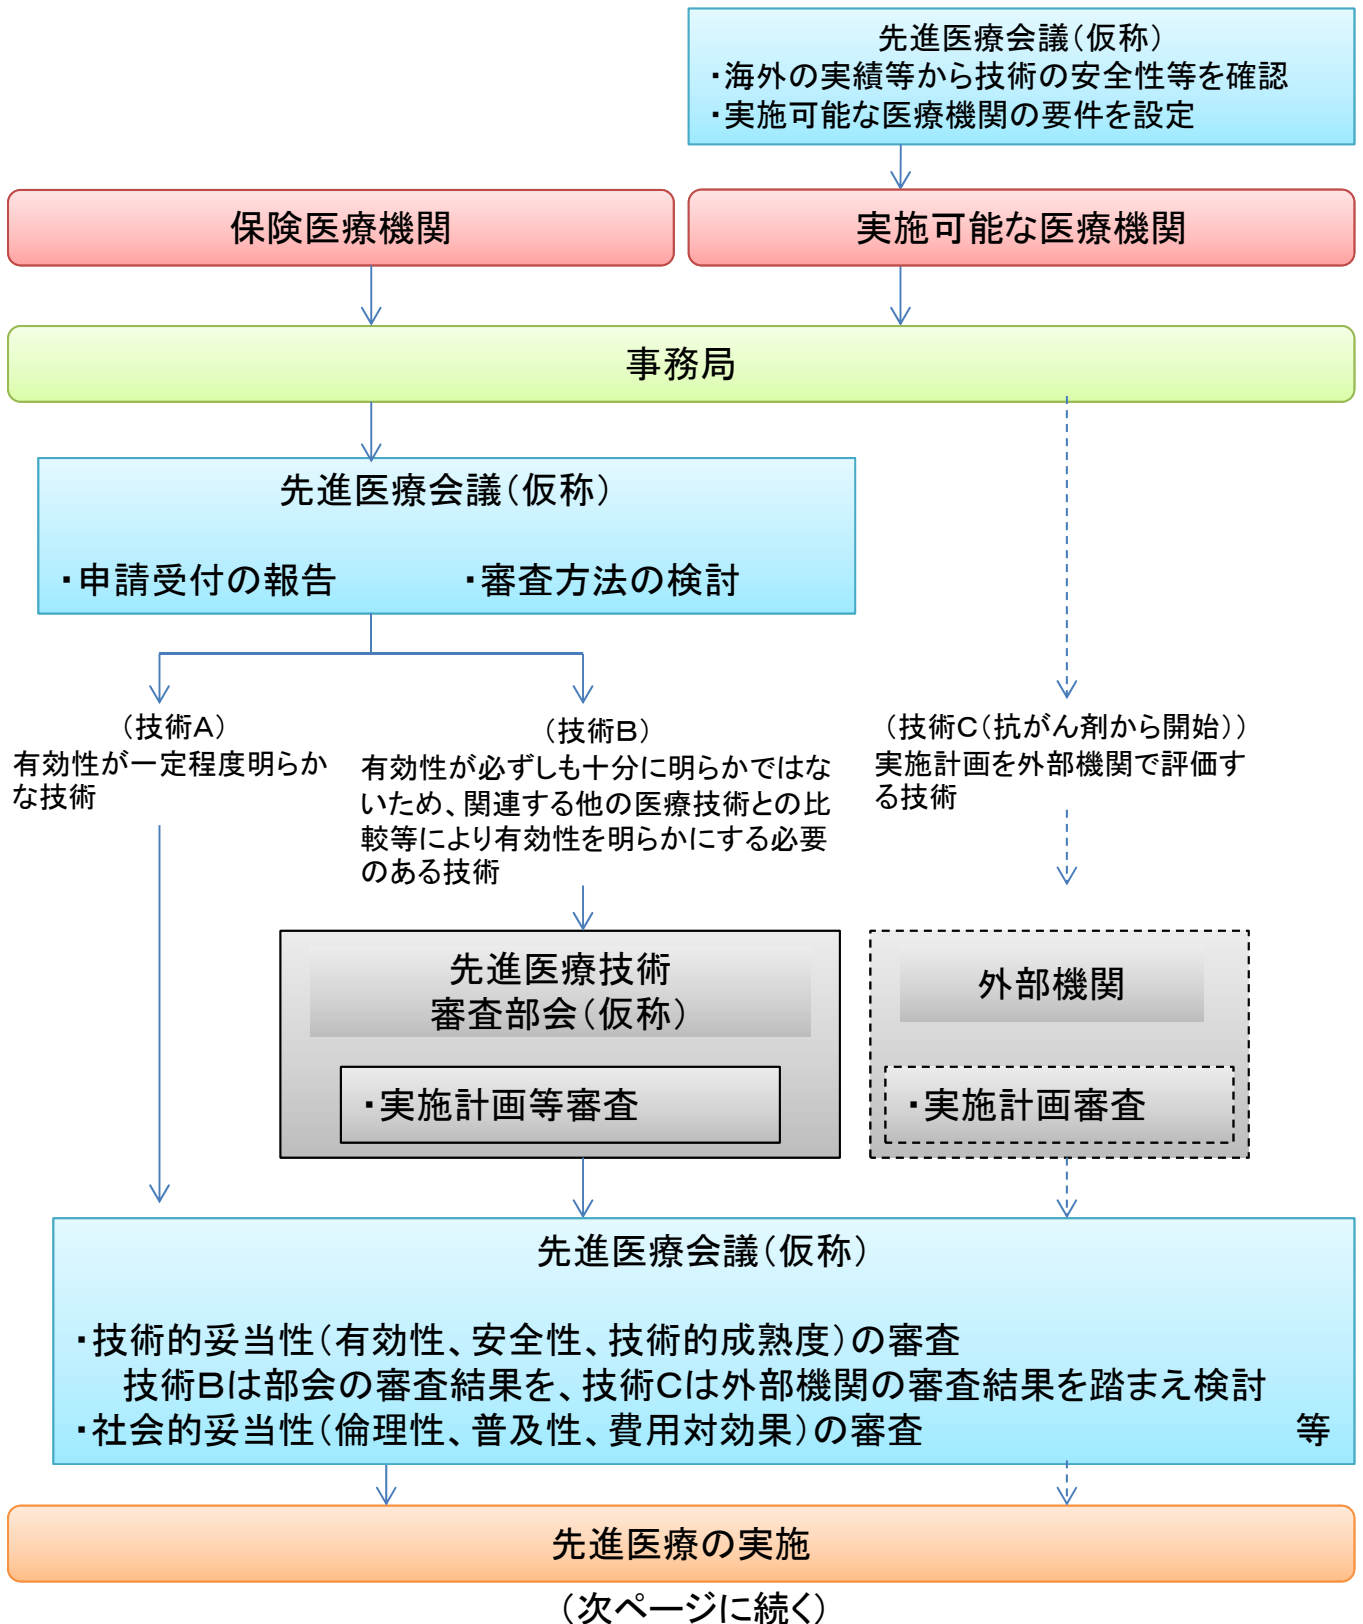 先進医療会議(仮称)
・海外の実績等から技術の安全性等を確認
・実施可能な医療機関の要件を設定
保険医療機関
実施可能な医療機関
事務局
先進医療会議(仮称)
・申請受付の報告 ・審査方法の検討
(技術A)
有効性が一定程度明らか
な技術
(技術B)
有効性が必ずしも十分に明らかではな
いため、関連する他の医療技術との比
較等により有効性を明らかにする必要
のある技術
(技術C(抗がん剤から開始))
実施計画を外部機関で評価す
る技術
先進医療技術
審査部会(仮称)
・実施計画等審査
外部機関
・実施計画審査
先進医療会議(仮称)
・技術的妥当性(有効性、安全性、技術的成熟度)の審査
技術Bは部会の審査結果を、技術Cは外部機関の審査結果を踏まえ検討
・社会的妥当性(倫理性、普及性、費用対効果)の審査 等
先進医療の実施
(次ページに続く)